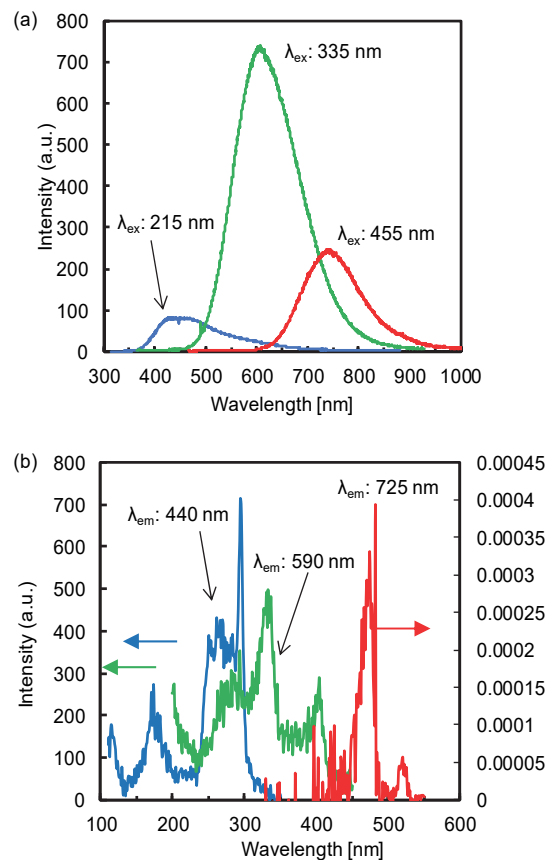 (a)
800
700
600
500
400
300
200
100
0
Intensity (a.u.)
λex: 335 nm
λex: 215 nm
λex: 455 nm
300 400 500 600 700 800 900 1000
Wavelength [nm]
(b)
800
700
600
500
400
300
200
100
0
Intensity (a.u.)
λem: 725 nm
λem: 440 nm
λem: 590 nm
0.00045
0.0004
0.00035
0.0003
0.00025
0.0002
0.00015
0.0001
0.00005
0
100 200 300 400 500 600
Wavelength [nm]